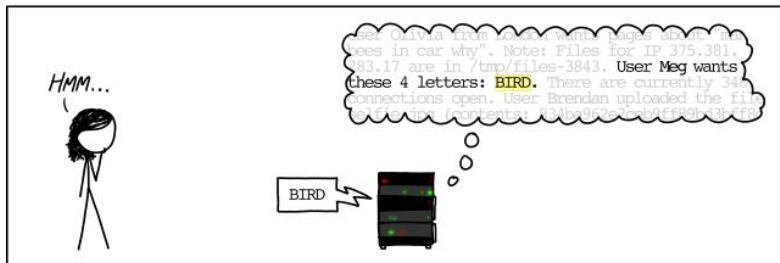 HMM...
User Olivia from London wants pages about "ma
bees in car why". Note: Files for IP 375.381.
283.17 are in /tmp/files-3843. User Meg wants
these 4 letters: BIRD. There are currently 34
connections open. User Brendan uploaded the file
selfie.jpg (contents:
BIRD